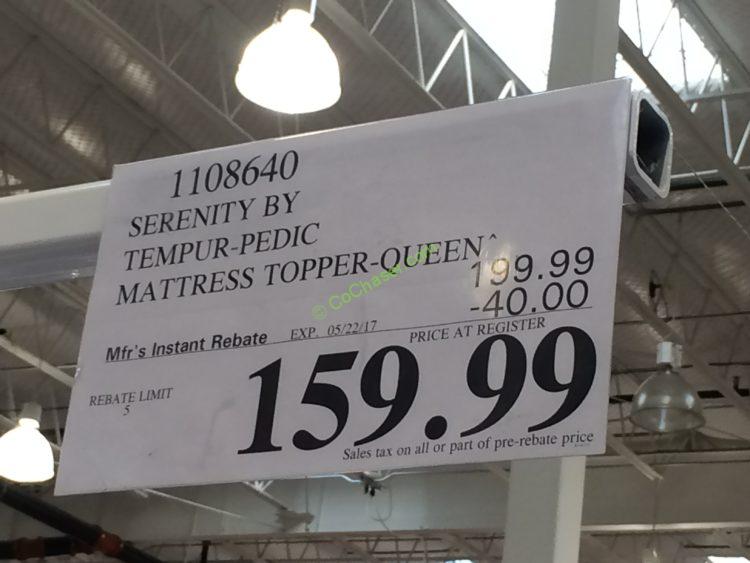 1108640
SERENITY BY
TEMPUR-PEDIC
MATTRESS TOPPER-QUEEN^
199.99
-40.00
Mfr's Instant Rebate EXP. 05/22/17 PRICE AT REGISTER
REBATE LIMIT
5
159.99
Sales tax on all or part of pre-rebate price
© CoChaser.com